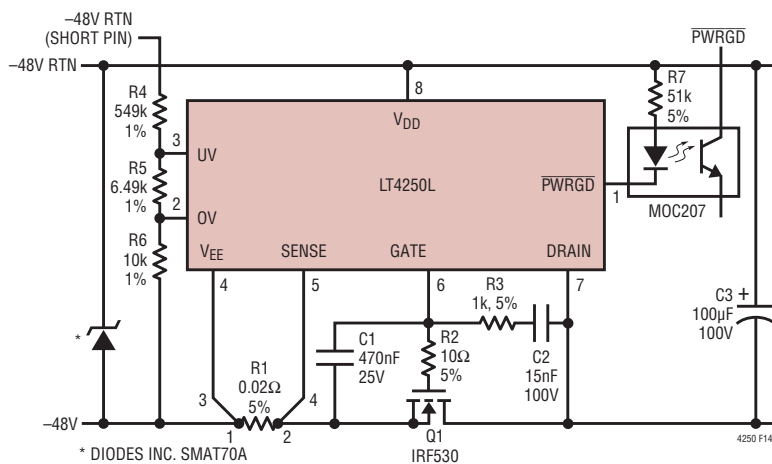 –48V RTN
(SHORT PIN)
PWRGD
–48V RTN
R4
549k
1%
8
VDD
R7
51k
5%
3
UV
LT4250L
R5
6.49k
1%
PWRGD
1
MOC207
2
OV
R6
10k
1%
VEE
SENSE
GATE
DRAIN
4
5
6
7
R3
1k, 5%
C3
100µF
100V
+
*
C1
470nF
25V
R2
10Ω
5%
C2
15nF
100V
R1
0.02Ω
5%
3
4
–48V
1
2
Q1
IRF530
* DIODES INC. SMAT70A
4250 F14